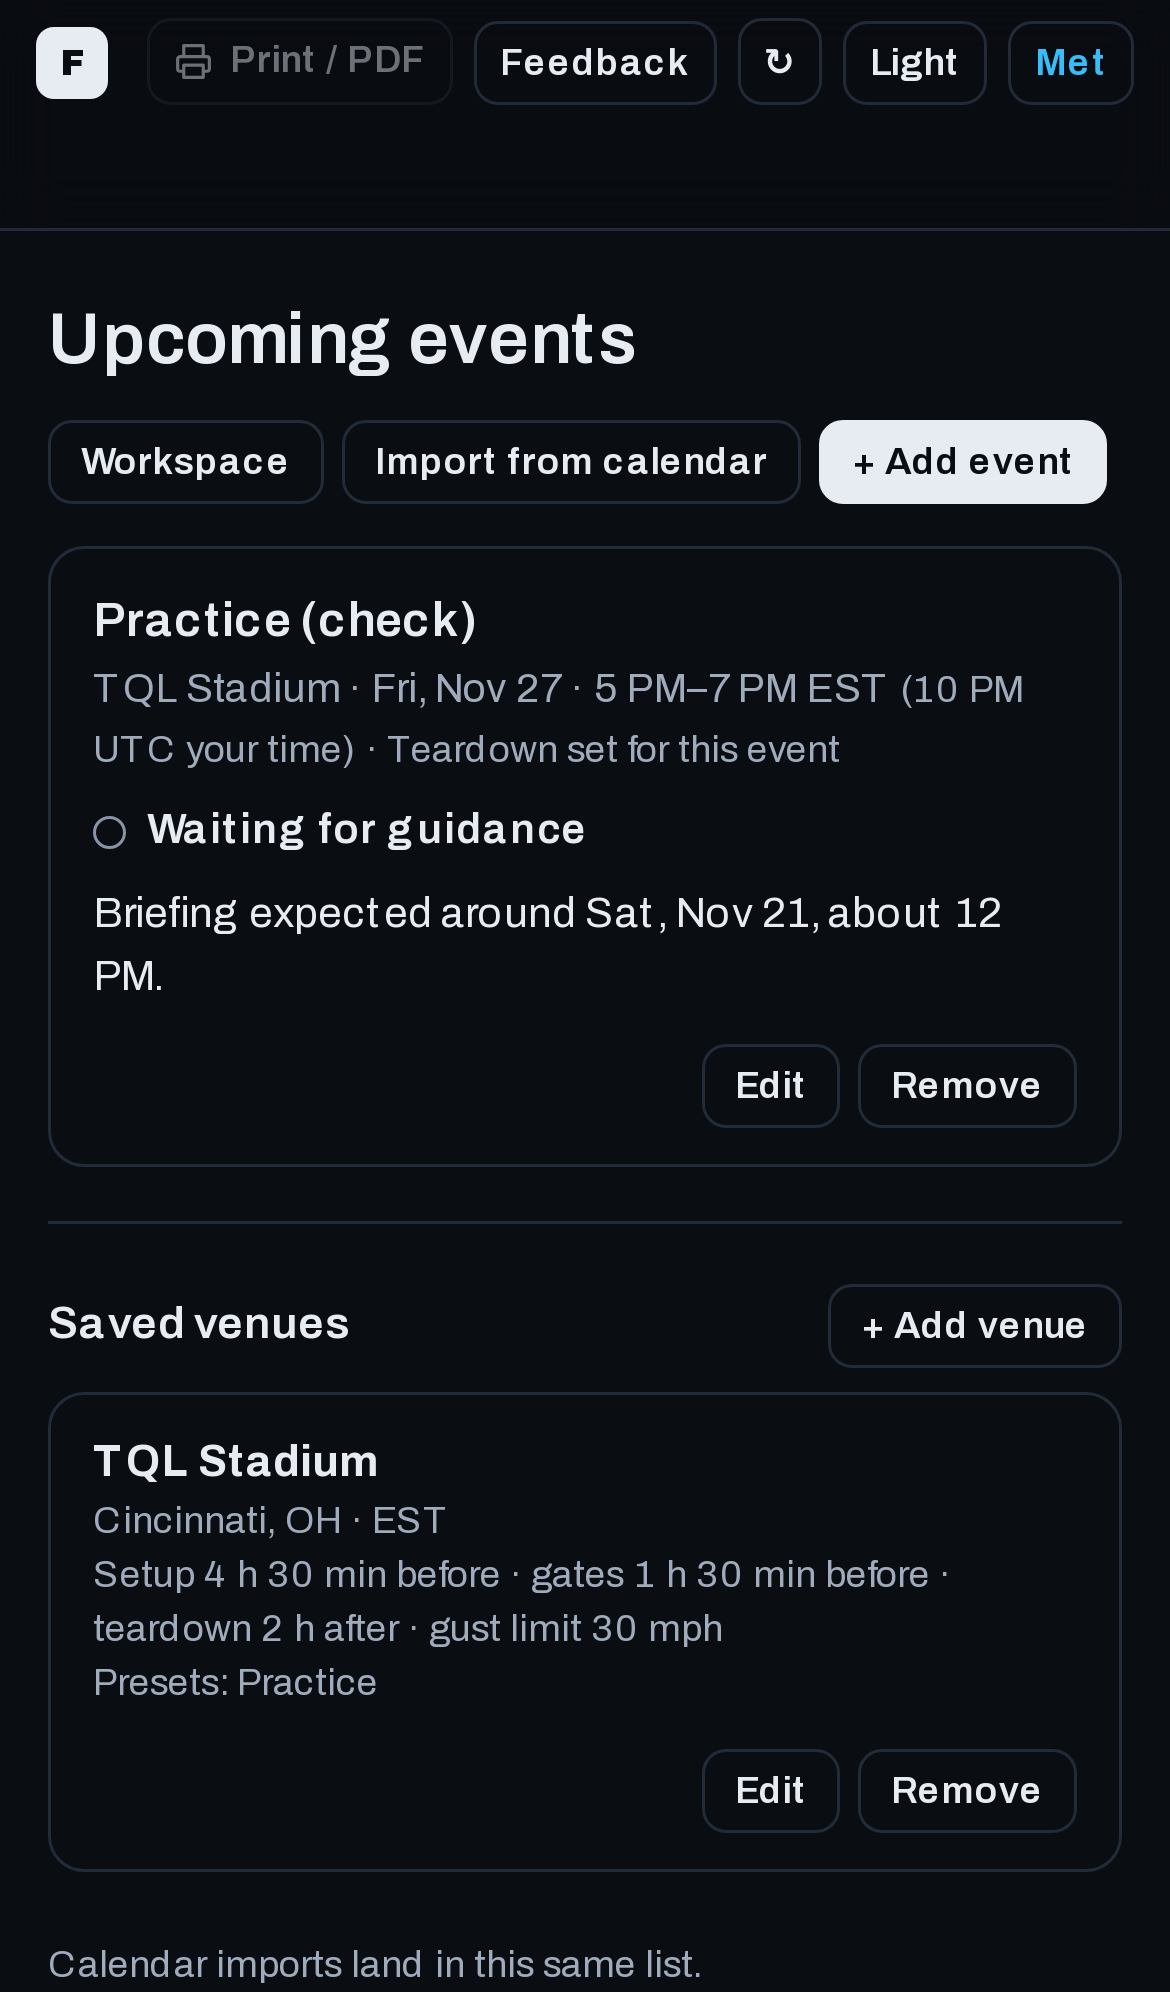 F Print / PDF Feedback ↻ Light Met
Upcoming events
Workspace Import from calendar + Add event
Practice (check)
TQL Stadium · Fri, Nov 27 · 5 PM–7 PM EST (10 PM
UTC your time) · Teardown set for this event
Waiting for guidance
Briefing expected around Sat, Nov 21, about 12
PM.
Edit Remove
Saved venues + Add venue
TQL Stadium
Cincinnati, OH · EST
Setup 4 h 30 min before · gates 1 h 30 min before ·
teardown 2 h after · gust limit 30 mph
Presets: Practice
Edit Remove
Calendar imports land in this same list.